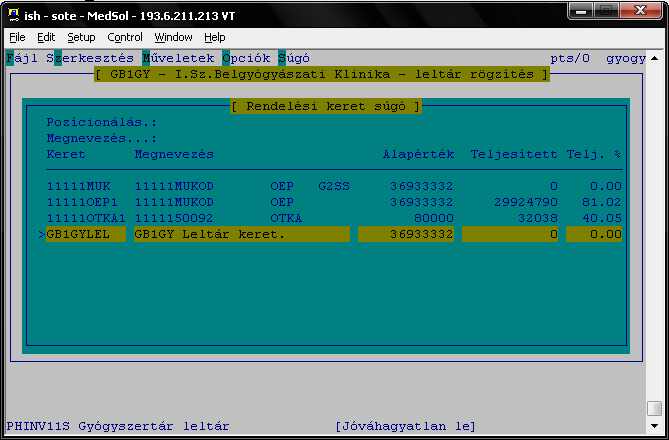 ish - sote - MedSol - 193.6.211.213 VT
File Edit Setup Control Window Help
Fájl Szerkesztés Műveletek Opciók Súgó pts/0 gyogy
[ GB1GY - I.Sz.Belgyógyászati Klinika - leltár rögzítés ]
[ Rendelési keret súgó ]
Pozicionálás.:
Megnevezés...:
Keret Megnevezés Alapérték Teljesített Telj. %
11111MUK 11111MUKOD OEP G2SS 36933332 0 0.00
11111OEP1 11111MUKOD OEP 36933332 29924790 81.02
11111OTKA1 1111150092 OTKA 80000 32038 40.05
>GB1GYLEL GB1GY Leltár keret. 36933332 0 0.00
PHINV11S Gyógyszertár leltár [Jóváhagyatlan le]